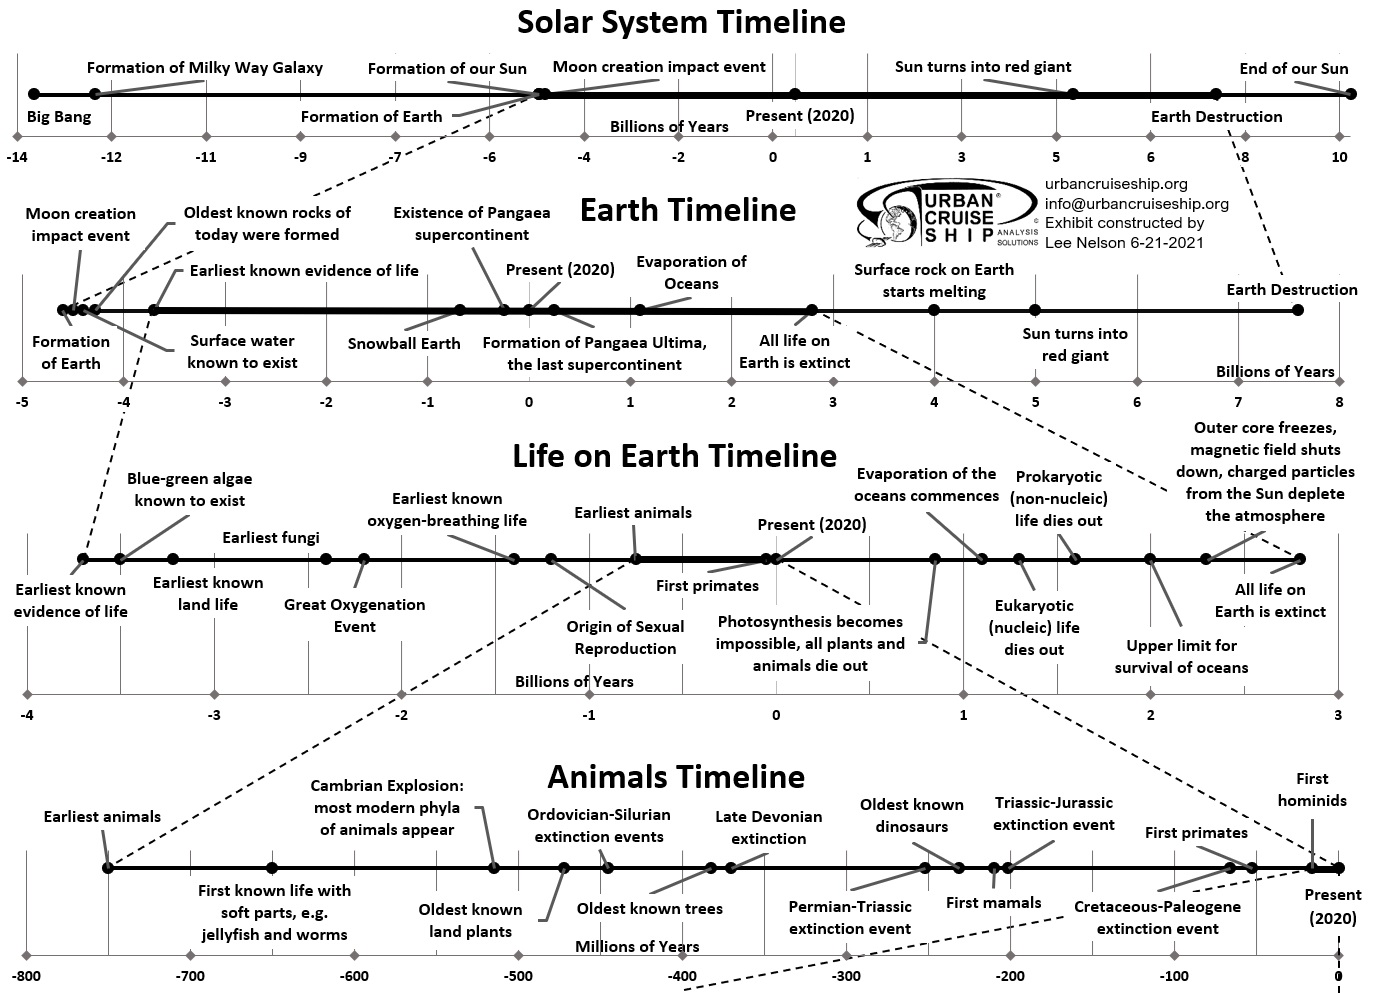 Solar System Timeline
Formation of Milky Way Galaxy
Formation of our Sun
Moon creation impact event
Sun turns into red giant
End of our Sun
Big Bang
Formation of Earth
Billions of Years
Present (2020)
Earth Destruction
-14 -12 -11 -9 -7 -6 -4 -2 0 1 3 5 6 8 10
URBAN
CRUISE
SHIP
®
©
ANALYSIS
SOLUTIONS
urbancruiseship.org
info@urbancruiseship.org
Exhibit constructed by
Lee Nelson 6-21-2021
Earth Timeline
Moon creation
impact event
Oldest known rocks of
today were formed
Existence of Pangaea
supercontinent
Earliest known evidence of life
Present (2020)
Evaporation of
Oceans
Surface rock on Earth
starts melting
Earth Destruction
Formation
of Earth
Surface water
known to exist
Snowball Earth
Formation of Pangaea Ultima,
the last supercontinent
All life on
Earth is extinct
Sun turns into
red giant
Billions of Years
-5 -4 -3 -2 -1 0 1 2 3 4 5 6 7 8
Life on Earth Timeline
Blue-green algae
known to exist
Earliest fungi
Earliest known
oxygen-breathing life
Earliest animals
Present (2020)
Evaporation of the
oceans commences
Prokaryotic
(non-nucleic)
life dies out
Outer core freezes,
magnetic field shuts
down, charged particles
from the Sun deplete
the atmosphere
Earliest known
evidence of life
Earliest known
land life
Great Oxygenation
Event
Origin of Sexual
Reproduction
First primates
Photosynthesis becomes
impossible, all plants and
animals die out
Eukaryotic
(nucleic) life
dies out
Upper limit for
survival of oceans
All life on
Earth is extinct
Billions of Years
-4 -3 -2 -1 0 1 2 3
Animals Timeline
Earliest animals
Cambrian Explosion:
most modern phyla
of animals appear
Ordovician-Silurian
extinction events
Late Devonian
extinction
Oldest known
dinosaurs
Triassic-Jurassic
extinction event
First primates
First
hominids
First known life with
soft parts, e.g.
jellyfish and worms
Oldest known
land plants
Oldest known trees
Permian-Triassic
extinction event
First mamals
Cretaceous-Paleogene
extinction event
Present
(2020)
Millions of Years
-800 -700 -600 -500 -400 -300 -200 -100 0